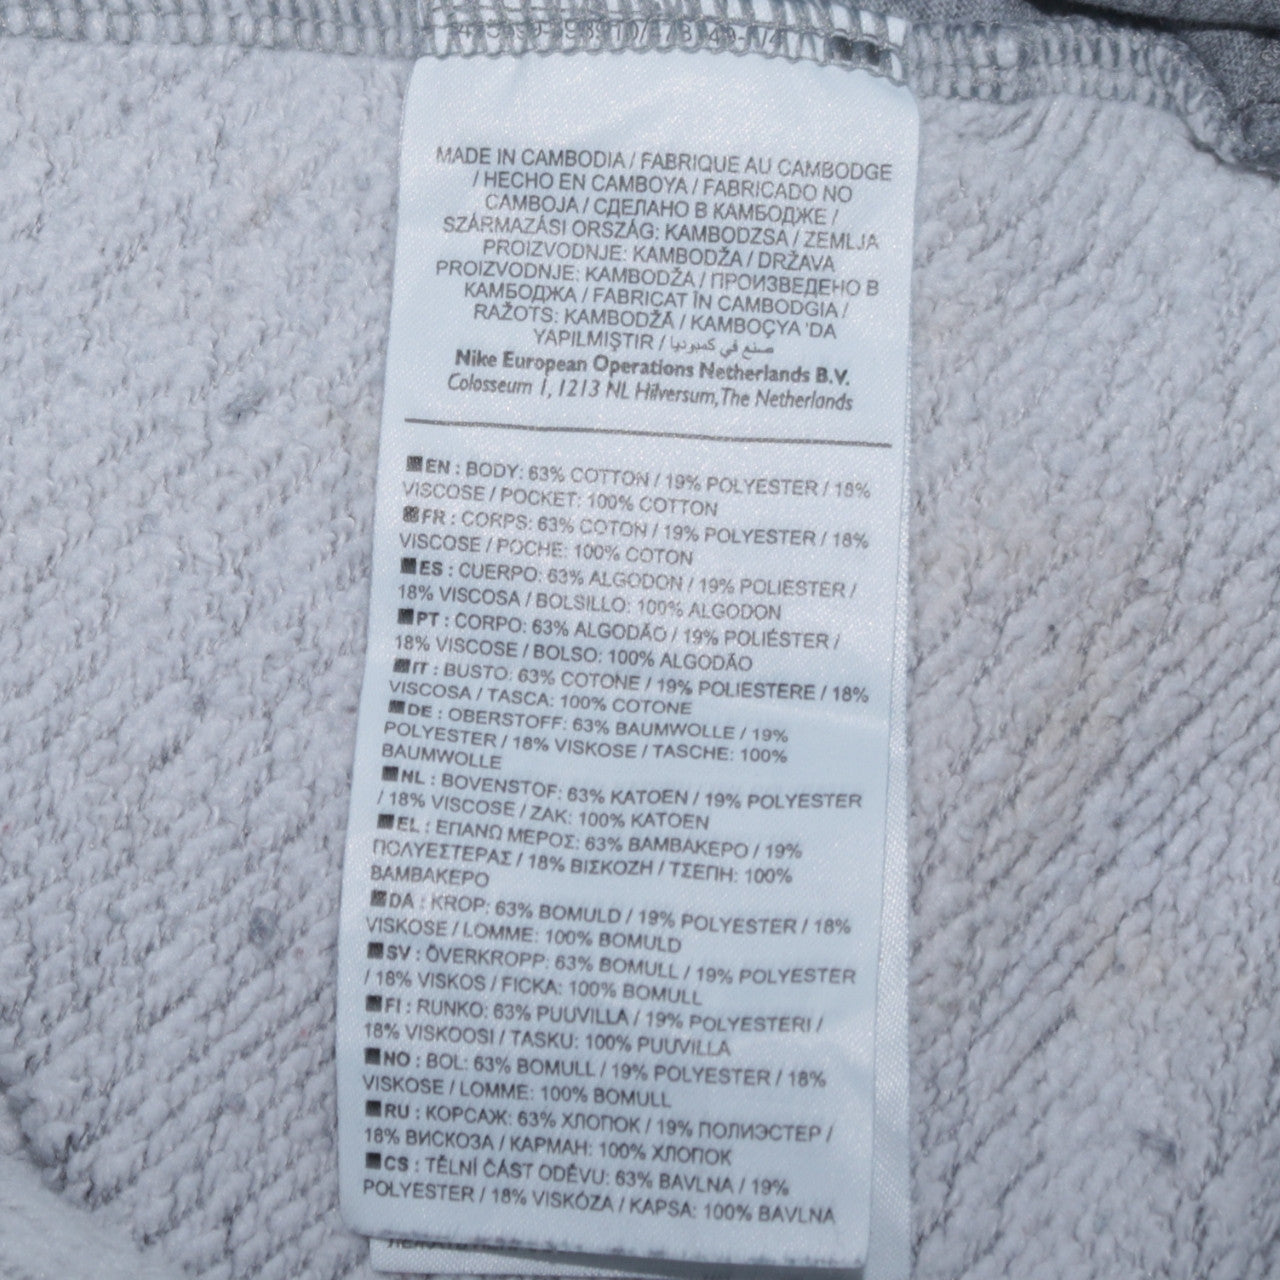 MADE IN CAMBODIA / FABRIQUE AU CAMBODGE
/ HECHO EN CAMBOYA / FABRICADO NO
CAMBOJA / СДЕЛАНО В КАМБОДЖЕ /
SZÁRMAZÁSI ORSZÁG: KAMBODZSA / ZEMLJA
PROIZVODNJE: KAMBODŽA / DRŽAVA
PROIZVODNJE: KAMBODŽA / ПРОИЗВЕДЕНО В
КАМБОДЖА / FABRICAT ÎN CAMBODGIA /
RAŽOTS: KAMBODŽĀ / KAMBOÇYA 'DA
YAPILMIŞTIR / صنع في كمبوديا
Nike European Operations Netherlands B.V.
Colosseum 1, 1213 NL Hilversum, The Netherlands
EN : BODY: 63% COTTON / 19% POLYESTER / 18%
VISCOSE / POCKET: 100% COTTON
FR : CORPS: 63% COTON / 19% POLYESTER / 18%
VISCOSE / POCHE: 100% COTON
ES : CUERPO: 63% ALGODON / 19% POLIESTER /
18% VISCOSA / BOLSILLO: 100% ALGODON
PT : CORPO: 63% ALGODÃO / 19% POLIÉSTER /
18% VISCOSE / BOLSO: 100% ALGODÃO
IT : BUSTO: 63% COTONE / 19% POLIESTERE / 18%
VISCOSA / TASCA: 100% COTONE
DE : OBERSTOFF: 63% BAUMWOLLE / 19%
POLYESTER / 18% VISKOSE / TASCHE: 100%
BAUMWOLLE
NL : BOVENSTOF: 63% KATOEN / 19% POLYESTER
/ 18% VISCOSE / ZAK: 100% KATOEN
EL : ΕΠΑΝΩ ΜΕΡΟΣ: 63% ΒΑΜΒΑΚΕΡΟ / 19%
ΠΟΛΥΕΣΤΕΡΑΣ / 18% ΒΙΣΚΟΖΗ / ΤΣΕΠΗ: 100%
ΒΑΜΒΑΚΕΡΟ
DA : KROP: 63% BOMULD / 19% POLYESTER / 18%
VISKOSE / LOMME: 100% BOMULD
SV : ÖVERKROPP: 63% BOMULL / 19% POLYESTER
/ 18% VISKOS / FICKA: 100% BOMULL
FI : RUNKO: 63% PUUVILLA / 19% POLYESTERI /
18% VISKOOSI / TASKU: 100% PUUVILLA
NO : BOL: 63% BOMULL / 19% POLYESTER / 18%
VISKOSE / LOMME: 100% BOMULL
RU : КОРСАЖ: 63% ХЛОПОК / 19% ПОЛИЭСТЕР /
18% ВИСКОЗА / КАРМАН: 100% ХЛОПОК
CS : TĚLNÍ ČÁST ODĚVU: 63% BAVLNA / 19%
POLYESTER / 18% VISKÓZA / KAPSA: 100% BAVLNA